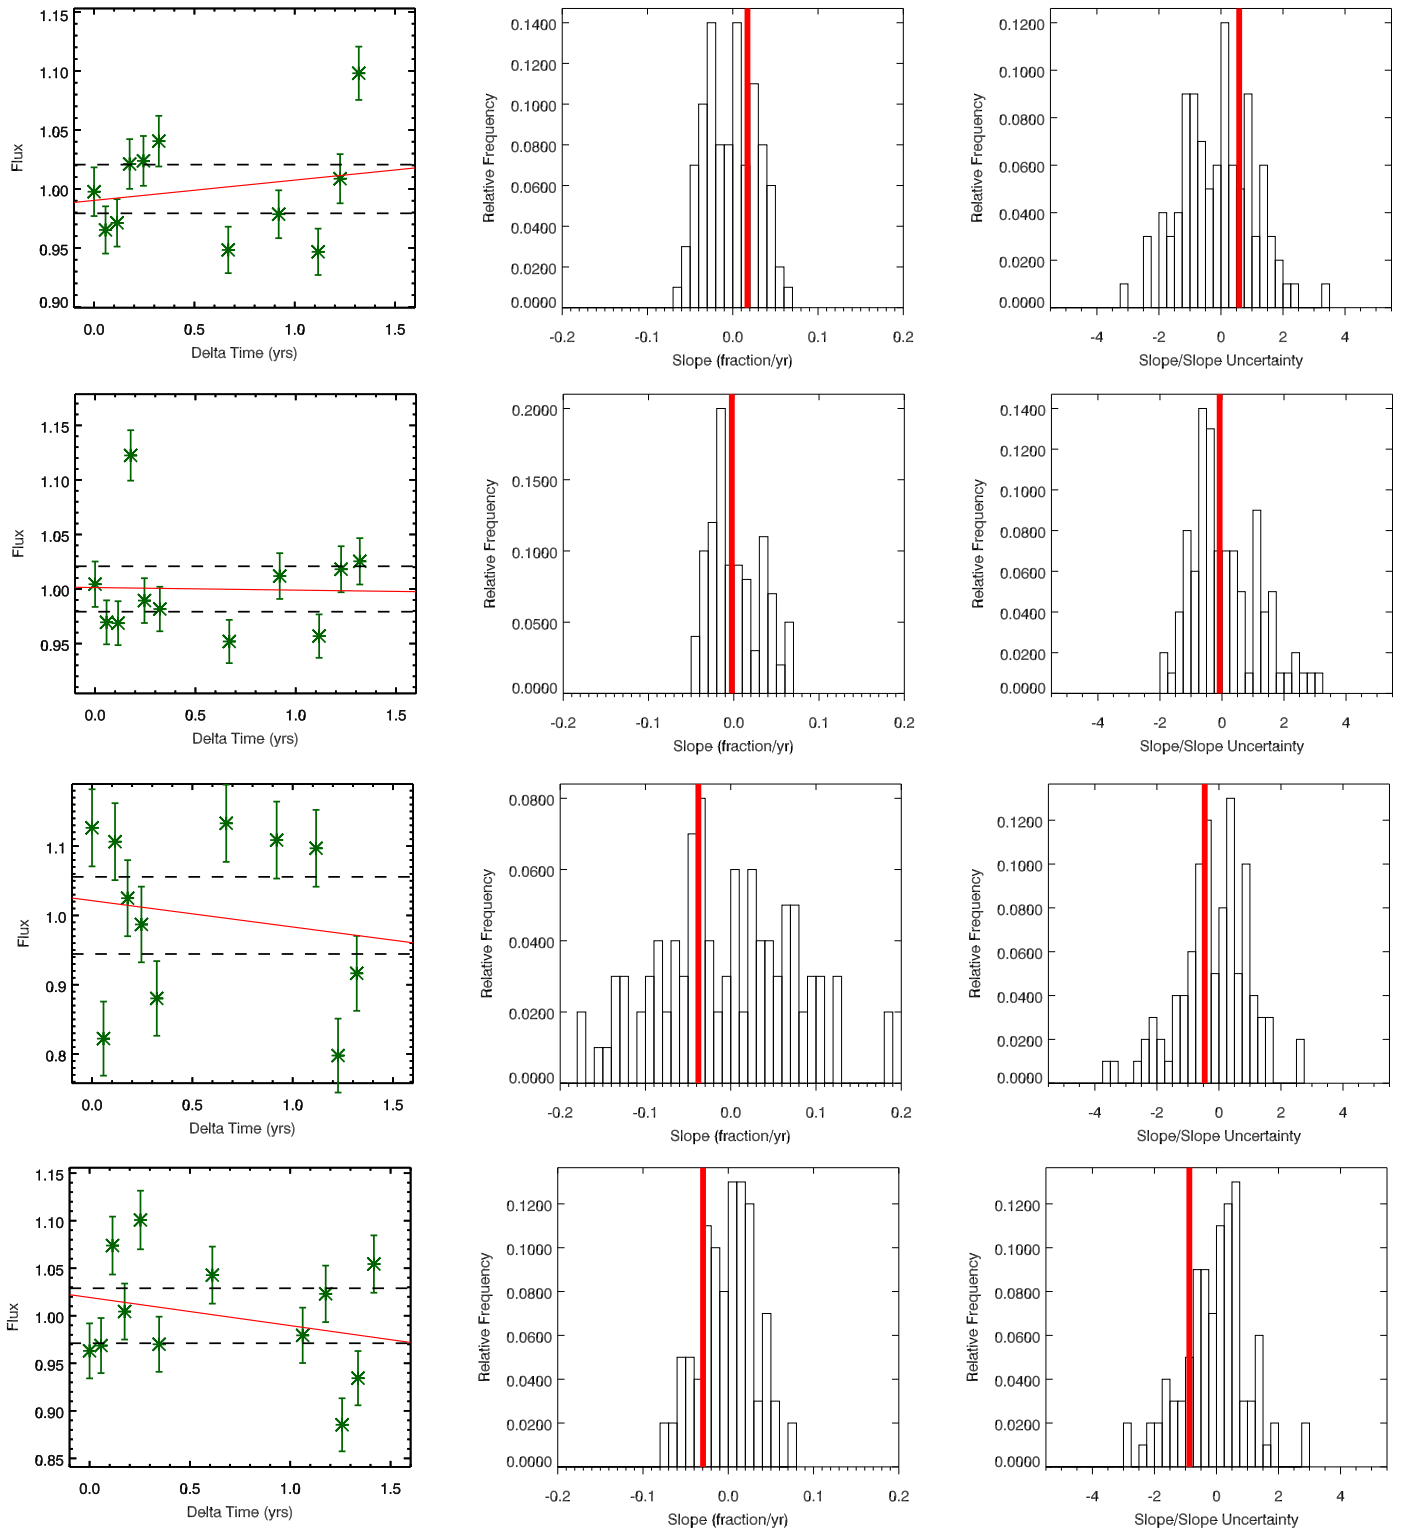 1.15
1.10
1.05
1.00
0.95
0.90
Flux
0.0 0.5 1.0 1.5
Delta Time (yrs)
0.1400
0.1200
0.1000
0.0800
0.0600
0.0400
0.0200
0.0000
Relative Frequency
-0.2 -0.1 0.0 0.1 0.2
Slope (fraction/yr)
0.1200
0.1000
0.0800
0.0600
0.0400
0.0200
0.0000
Relative Frequency
-4 -2 0 2 4
Slope/Slope Uncertainty
1.15
1.10
1.05
1.00
0.95
Flux
0.0 0.5 1.0 1.5
Delta Time (yrs)
0.2000
0.1500
0.1000
0.0500
0.0000
Relative Frequency
-0.2 -0.1 0.0 0.1 0.2
Slope (fraction/yr)
0.1400
0.1200
0.1000
0.0800
0.0600
0.0400
0.0200
0.0000
Relative Frequency
-4 -2 0 2 4
Slope/Slope Uncertainty
1.1
1.0
0.9
0.8
Flux
0.0 0.5 1.0 1.5
Delta Time (yrs)
0.0800
0.0600
0.0400
0.0200
0.0000
Relative Frequency
-0.2 -0.1 0.0 0.1 0.2
Slope (fraction/yr)
0.1200
0.1000
0.0800
0.0600
0.0400
0.0200
0.0000
Relative Frequency
-4 -2 0 2 4
Slope/Slope Uncertainty
1.15
1.10
1.05
1.00
0.95
0.90
0.85
Flux
0.0 0.5 1.0 1.5
Delta Time (yrs)
0.1200
0.1000
0.0800
0.0600
0.0400
0.0200
0.0000
Relative Frequency
-0.2 -0.1 0.0 0.1 0.2
Slope (fraction/yr)
0.1200
0.1000
0.0800
0.0600
0.0400
0.0200
0.0000
Relative Frequency
-4 -2 0 2 4
Slope/Slope Uncertainty